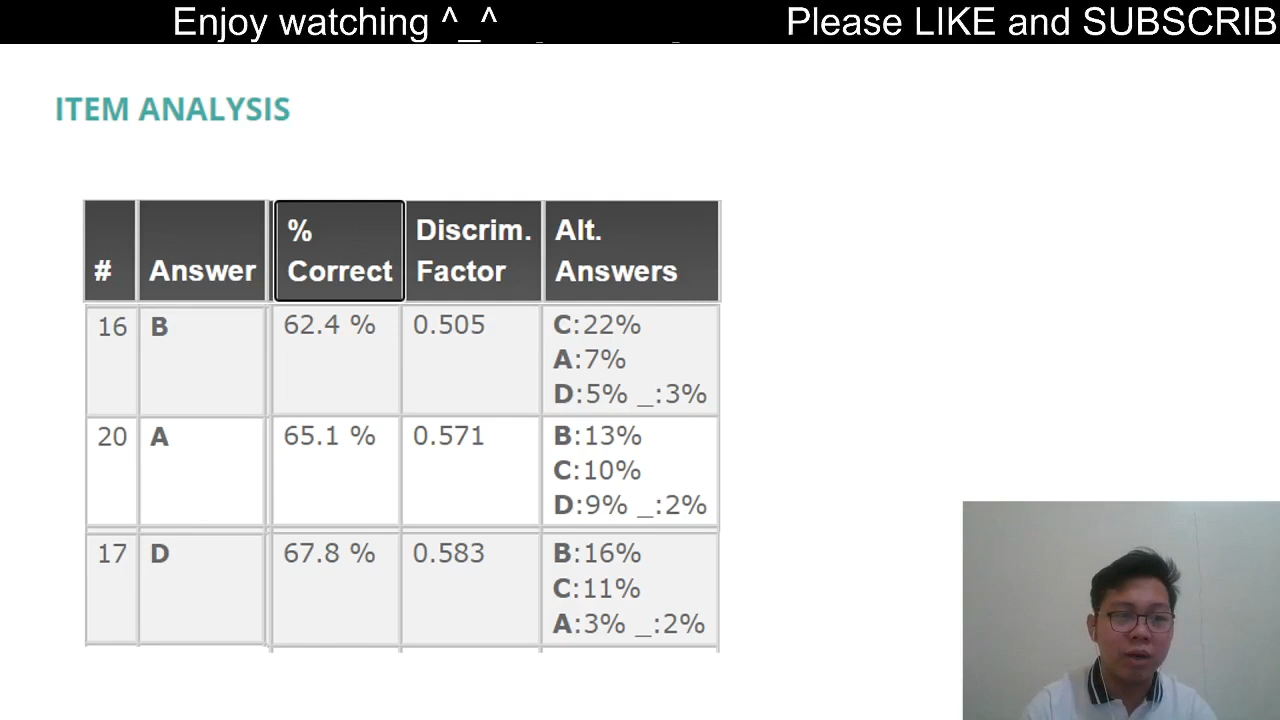 Enjoy watching ^_^ _ _ Please LIKE and SUBSCRIB
ITEM ANALYSIS
# Answer % Correct Discrim. Factor Alt. Answers
16 B 62.4 % 0.505 C:22%
A:7%
D:5% _:3%
20 A 65.1 % 0.571 B:13%
C:10%
D:9% _:2%
17 D 67.8 % 0.583 B:16%
C:11%
A:3% _:2%